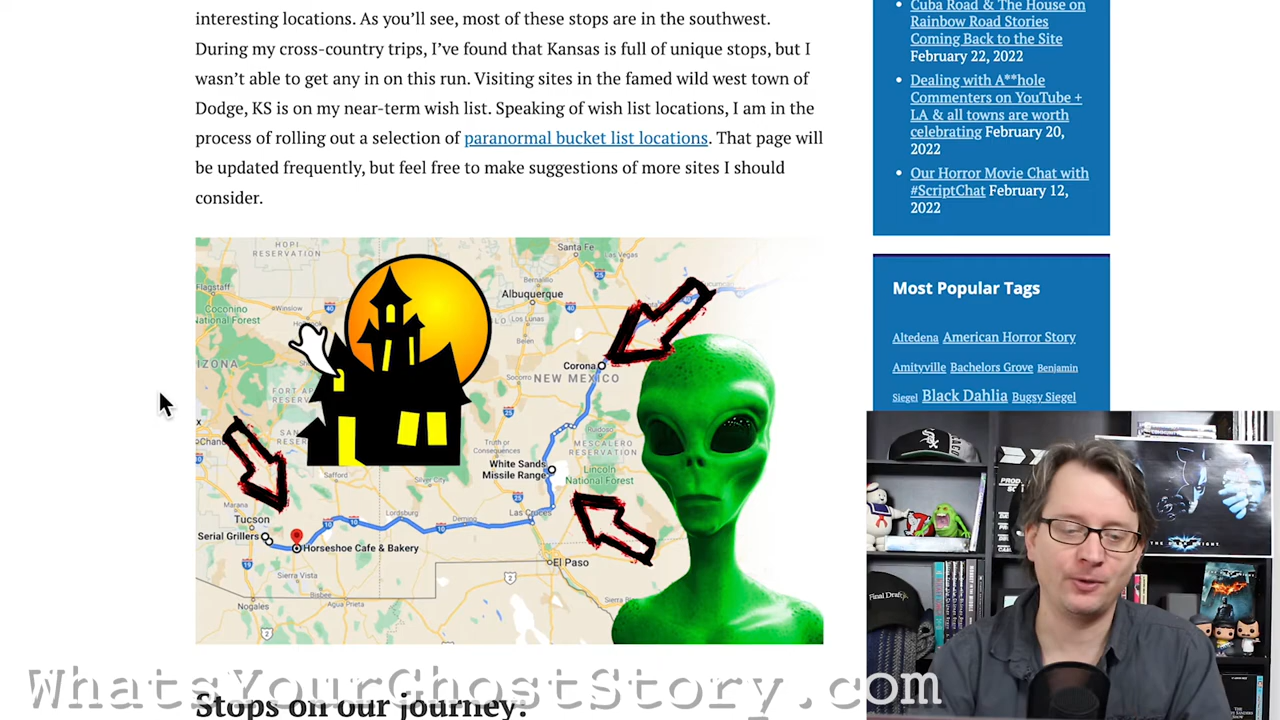 interesting locations. As you'll see, most of these stops are in the southwest.
During my cross-country trips, I've found that Kansas is full of unique stops, but I
wasn't able to get any in on this run. Visiting sites in the famed wild west town of
Dodge, KS is on my near-term wish list. Speaking of wish list locations, I am in the
process of rolling out a selection of paranormal bucket list locations. That page will
be updated frequently, but feel free to make suggestions of more sites I should
consider.
Cuba Road & The House on
Rainbow Road Stories
Coming Back to the Site
February 22, 2022
Dealing with A**hole
Commenters on YouTube +
LA & all towns are worth
celebrating February 20,
2022
Our Horror Movie Chat with
#ScriptChat February 12,
2022
Most Popular Tags
Altedena American Horror Story
Amityville Bachelors Grove Benjamin
Siegel Black Dahlia Bugsy Siegel
HOPI
RESERVATION
Santa Fe
Las Vegas
Flagstaff
Coconino
National Forest
Winslow
Bernalillo
Albuquerque
Los Lunas
Belen
Corona
NEW MEXICO
Socorro
Ruidoso
MESCALERO
RESERVATION
Truth or
Consequences
White Sands
Missile Range
Lincoln
National Forest
Safford
Silver City
Marana
Tucson
Lordsburg
Deming
Las Cruces
Serial Grillers
Horseshoe Cafe & Bakery
El Paso
Sierra Vista
Bisbee
Nogales
Agua Prieta
Final Draft
WhatsYourGhostStory.com
Stops on our journey: